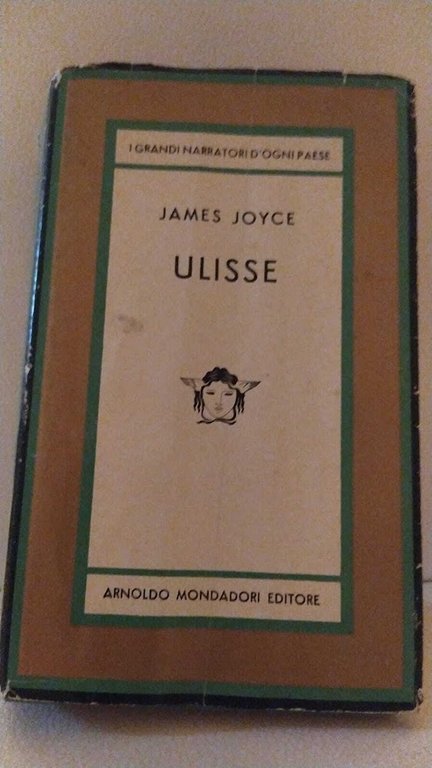 I GRANDI NARRATORI D'OGNI PAESE
JAMES JOYCE
ULISSE
ARNOLDO MONDADORI EDITORE